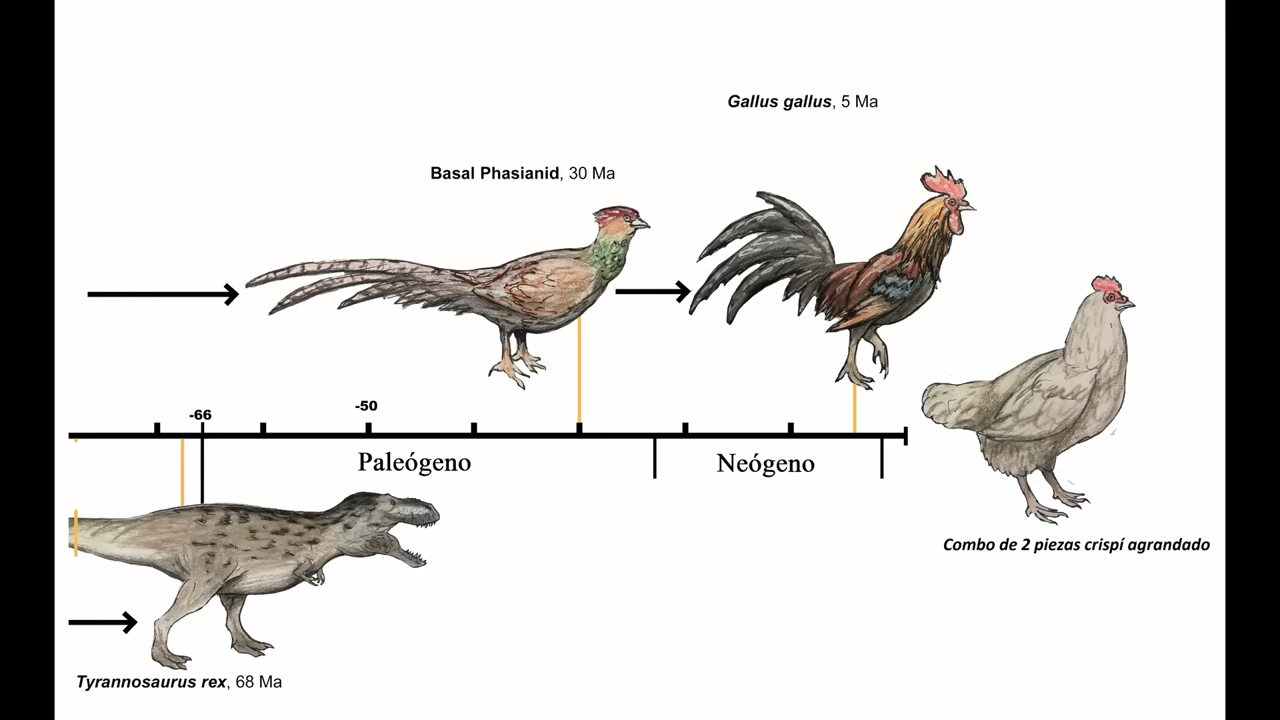 Gallus gallus, 5 Ma
Basal Phasianid, 30 Ma
-66
-50
Paleógeno
Neógeno
Combo de 2 piezas crispí agrandado
Tyrannosaurus rex, 68 Ma